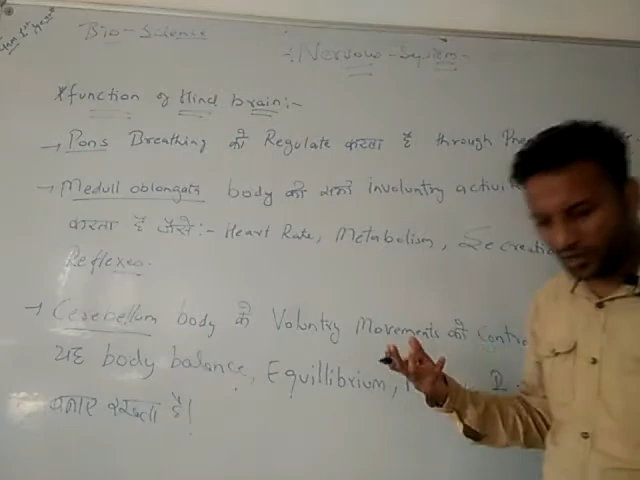 Bio-Science
:Nervous-System-
*function of Hind brain:-
→ Pons Breathing को Regulate करता है through
→ Medull oblongata body की सभी involuntry activi
करता है जैसे:- Heart Rate, Metabolism, Secreatio
Reflexes.
→ Cerebellum body के Voluntry Movements को Contro
यह body balance, Equillibrium,
बनाए रखता है।